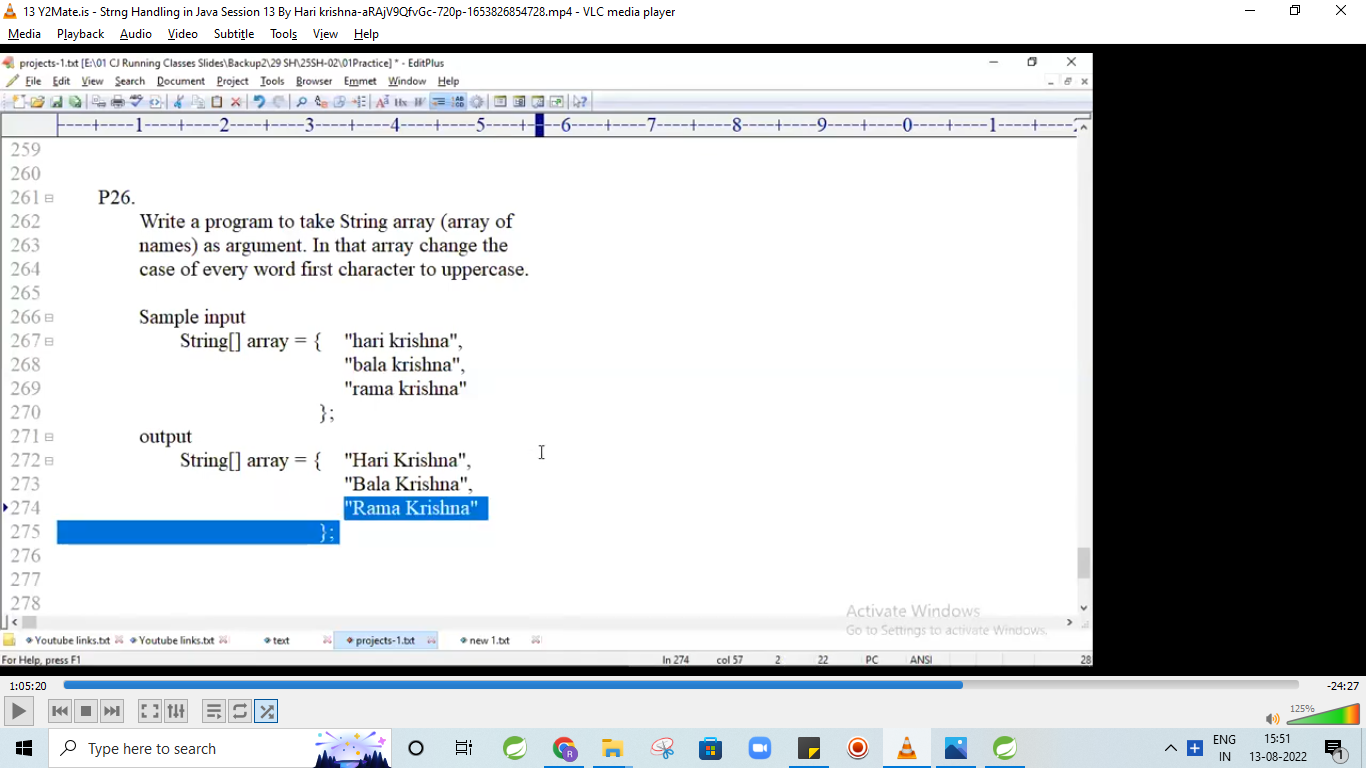 13 Y2Mate.is - Strng Handling in Java Session 13 By Hari krishna-aRAjV9QfvGc-720p-1653826854728.mp4 - VLC media player
Media Playback Audio Video Subtitle Tools View Help
projects-1.txt [E:\01 CJ Running Classes Slides\Backup2\29 SH\25SH-02\01Practice] * - EditPlus
File Edit View Search Document Project Tools Browser Emmet Window Help
----+----1----+----2----+----3----+----4----+----5----+----6----+----7----+----8----+----9----+----0----+----1----+----2
259
260
261 P26.
262 Write a program to take String array (array of
263 names) as argument. In that array change the
264 case of every word first character to uppercase.
265
266 Sample input
267 String[] array = { "hari krishna",
268 "bala krishna",
269 "rama krishna"
270 };
271 output
272 String[] array = { "Hari Krishna",
273 "Bala Krishna",
274 "Rama Krishna"
275 };
276
277
278
Activate Windows
Go to Settings to activate Windows.
Youtube links.txt Youtube links.txt text projects-1.txt new 1.txt
For Help, press F1 ln 274 col 57 2 22 PC ANSI 28
1:05:20 -24:27
125%
Type here to search
ENG 15:51
IN 13-08-2022
1